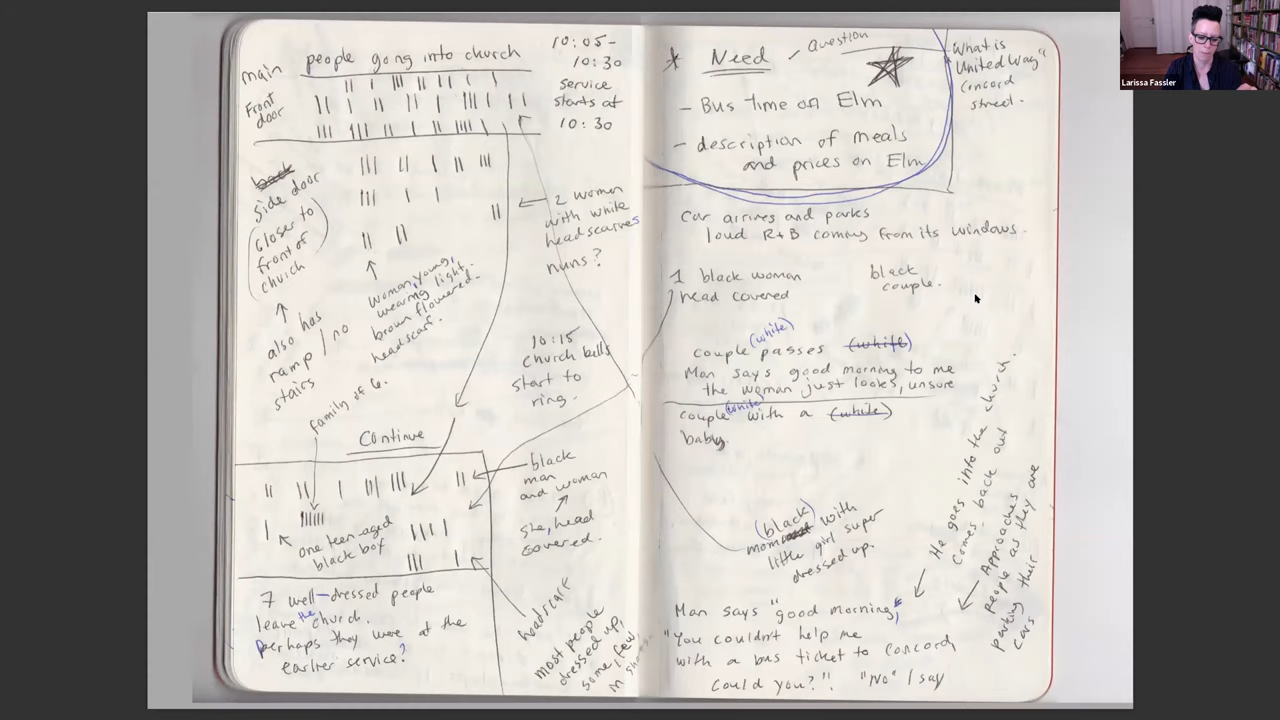 main
front
door
people going into church
10:05-
10:30
service
starts at
10:30
back
side door
(closer to
front of
church)
also has
ramp / no
stairs
woman, young,
wearing light
brown flowered
headscarf.
2 women
with white
headscarves
nuns?
10:15
church bells
start to
ring.
family of 6.
Continue
one teenaged
black boy
black
man
and woman
she, head
covered.
headscarf
7 well-dressed people
leave the church.
Perhaps they were at the
earlier service?
most people
dressed up,
some few,
in
* Need - Question
- Bus time on Elm
- description of meals
and prices on Elm
What is
"United Way"
Concord
street.
Car arrives and parks
loud R+B coming from its windows.
1 black woman
head covered
black
couple.
couple (white) passes (white)
Man says good morning to me
the woman just looks, unsure
couple (white) with a (white)
baby.
(black)
mom with
little girl super
dressed up.
Man says "good morning,"
"You couldn't help me
with a bus ticket to Concord
Could you?". "No" I say
He goes into the church.
Comes back out
Approaches
people as they are
parking their
cars
Larissa Fassler